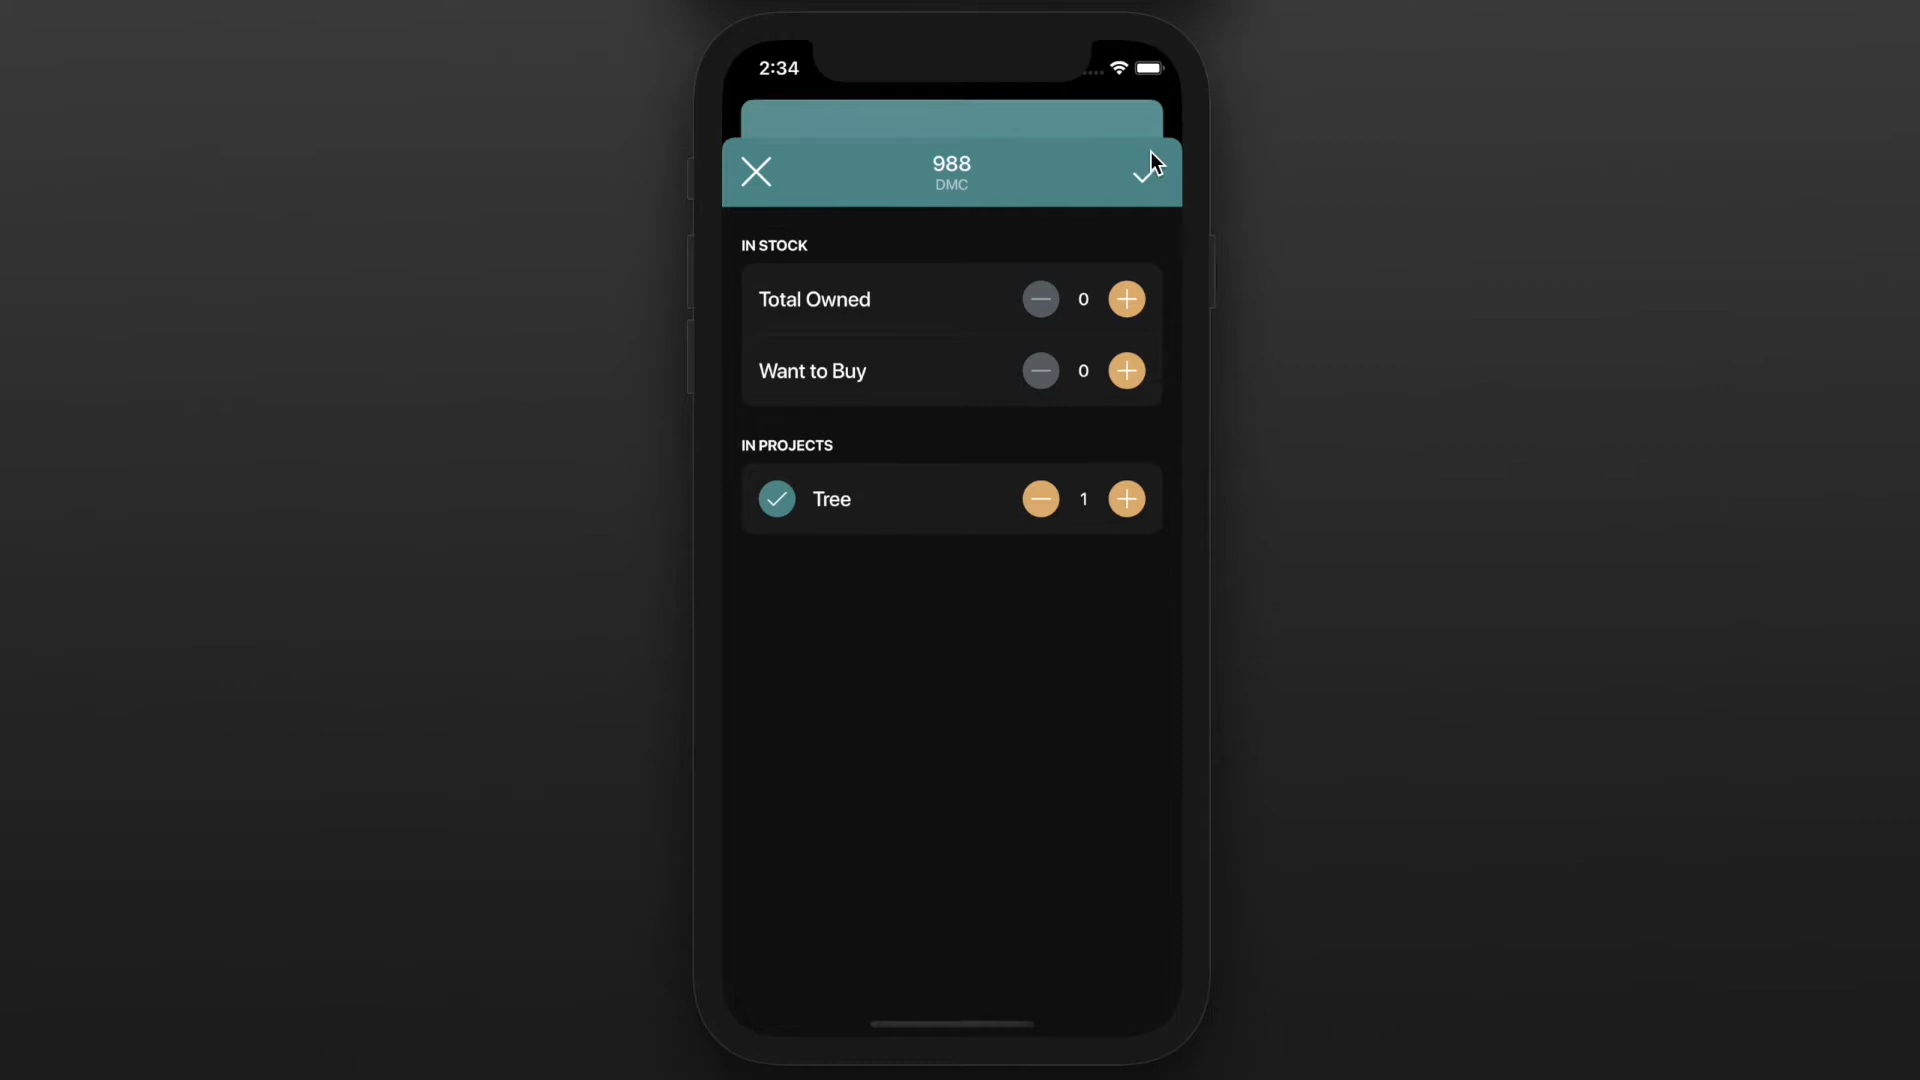 2:34
988
DMC
IN STOCK
Total Owned 0
Want to Buy 0
IN PROJECTS
Tree 1